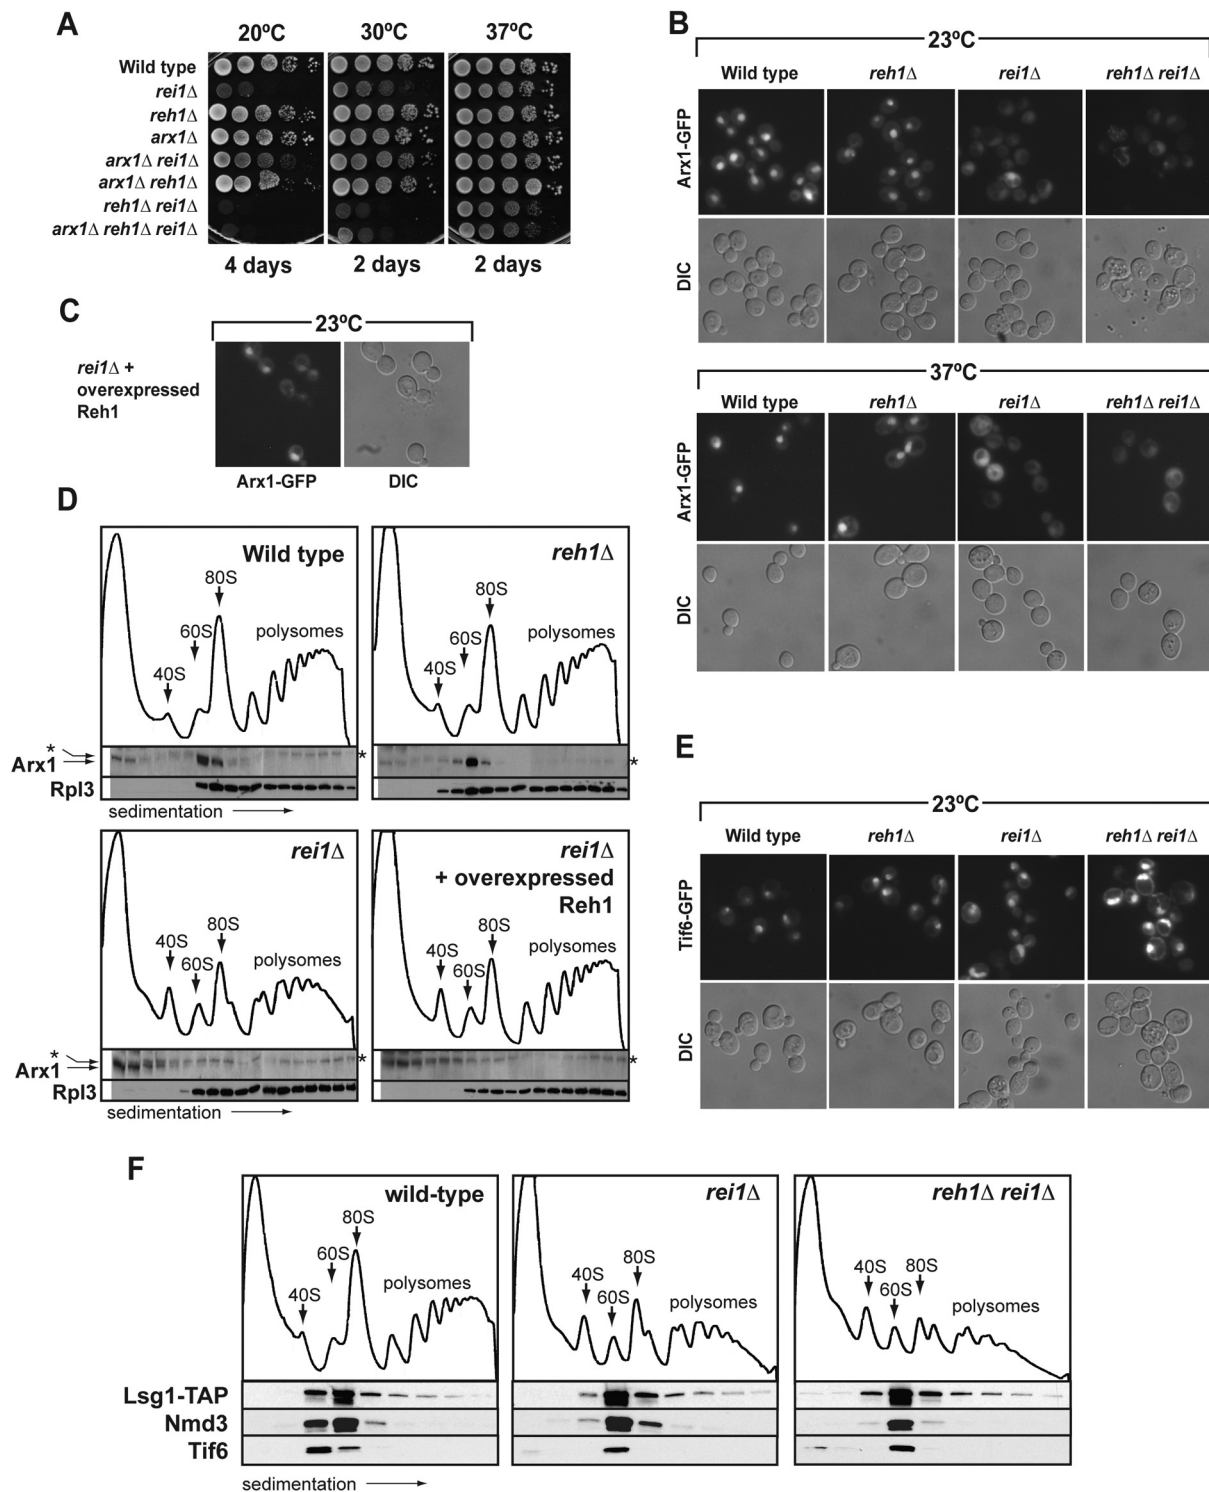 A
20ºC 30ºC 37ºC
Wild type
rei1Δ
reh1Δ
arx1Δ
arx1Δ rei1Δ
arx1Δ reh1Δ
reh1Δ rei1Δ
arx1Δ reh1Δ rei1Δ
4 days 2 days 2 days
B
23ºC
Wild type reh1Δ rei1Δ reh1Δ rei1Δ
Arx1-GFP
DIC
37ºC
Wild type reh1Δ rei1Δ reh1Δ rei1Δ
Arx1-GFP
DIC
C
23ºC
rei1Δ +
overexpressed
Reh1
Arx1-GFP DIC
D
Wild type
40S
60S
80S
polysomes
reh1Δ
40S
60S
80S
polysomes
* *
Arx1 *
Rpl3
sedimentation
rei1Δ
40S
60S
80S
polysomes
rei1Δ
+ overexpressed
Reh1
40S
60S
80S
polysomes
* * *
Arx1
Rpl3
sedimentation
E
23ºC
Wild type reh1Δ rei1Δ reh1Δ rei1Δ
Tif6-GFP
DIC
F
wild-type
40S
60S
80S
polysomes
rei1Δ
40S
60S
80S
polysomes
reh1Δ rei1Δ
40S
60S
80S
polysomes
Lsg1-TAP
Nmd3
Tif6
sedimentation